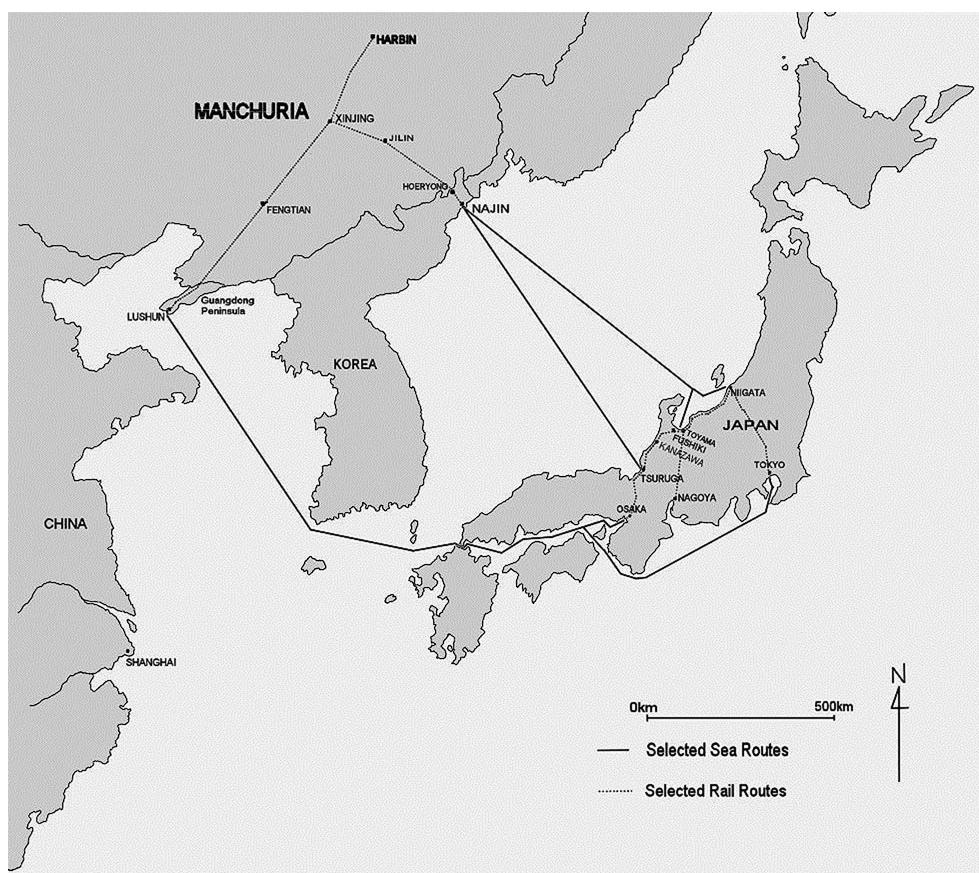 HARBIN
MANCHURIA
XINJING
JILIN
HOERYONG
NAJIN
FENGTIAN
Guangdong
Peninsula
LUSHUN
KOREA
NIIGATA
JAPAN
TOYAMA
FUSHIKI
KANAZAWA
TOKYO
TSURUGA
NAGOYA
OSAKA
CHINA
SHANGHAI
N
0km 500km
Selected Sea Routes
Selected Rail Routes